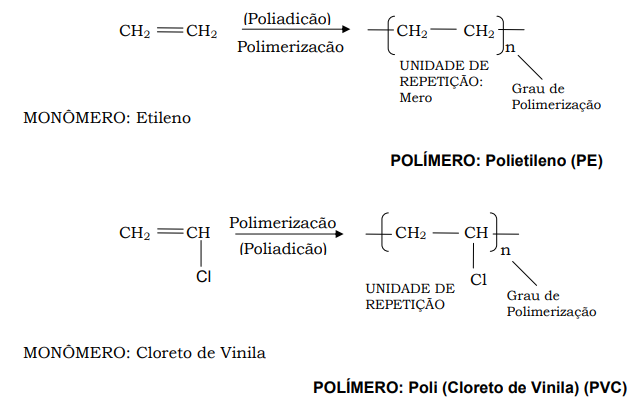 (Poliadição)
CH₂ ═ CH₂
Polimerização
CH₂ — CH₂
n
UNIDADE DE
REPETIÇÃO:
Mero
Grau de
Polimerização
MONÔMERO: Etileno
POLÍMERO: Polietileno (PE)
Polimerizacão
CH₂ ═ CH
(Poliadição)
Cl
CH₂ — CH
n
Cl
UNIDADE DE
REPETIÇÃO
Grau de
Polimerização
MONÔMERO: Cloreto de Vinila
POLÍMERO: Poli (Cloreto de Vinila) (PVC)